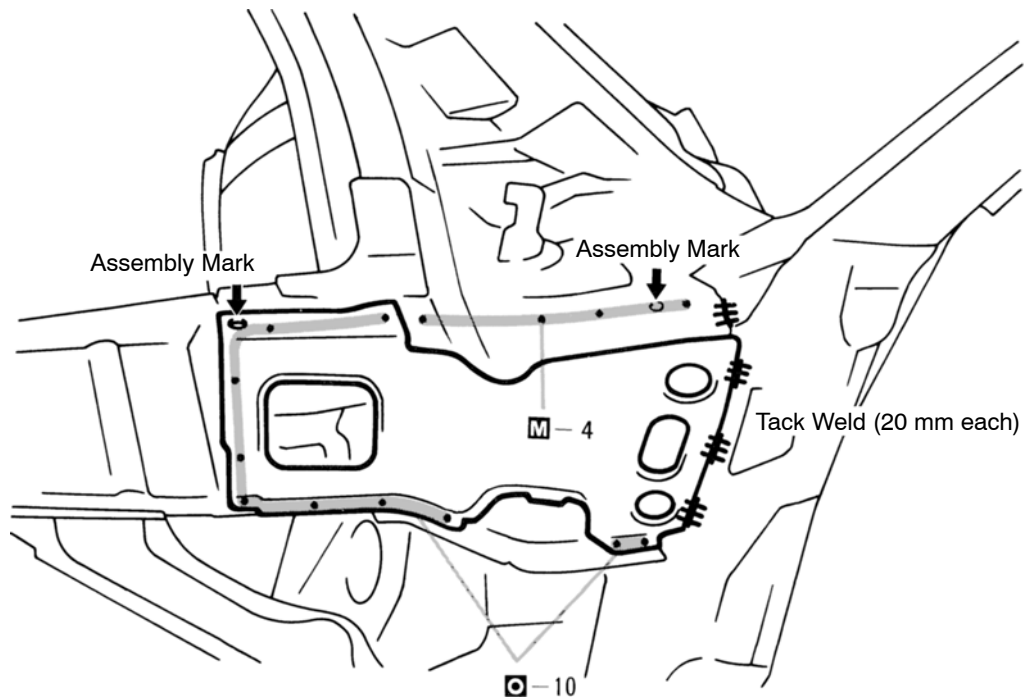 Assembly Mark
Assembly Mark
M – 4
Tack Weld (20 mm each)
– 10